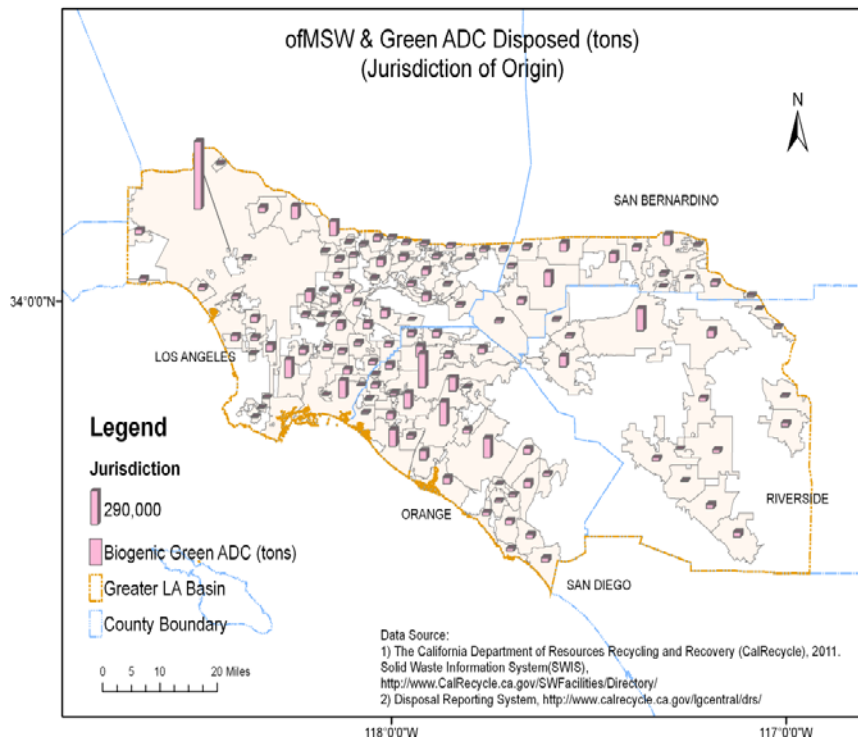 ofMSW & Green ADC Disposed (tons)
(Jurisdiction of Origin)
N
SAN BERNARDINO
34°0'0"N
LOS ANGELES
Legend
Jurisdiction
290,000
Biogenic Green ADC (tons)
Greater LA Basin
County Boundary
0 5 10 20 Miles
ORANGE
RIVERSIDE
SAN DIEGO
Data Source:
1) The California Department of Resources Recycling and Recovery (CalRecycle), 2011.
Solid Waste Information System(SWIS),
http://www.CalRecycle.ca.gov/SWFacilities/Directory/
2) Disposal Reporting System, http://www.calrecycle.ca.gov/lgcentral/drs/
118°0'0"W
117°0'0"W